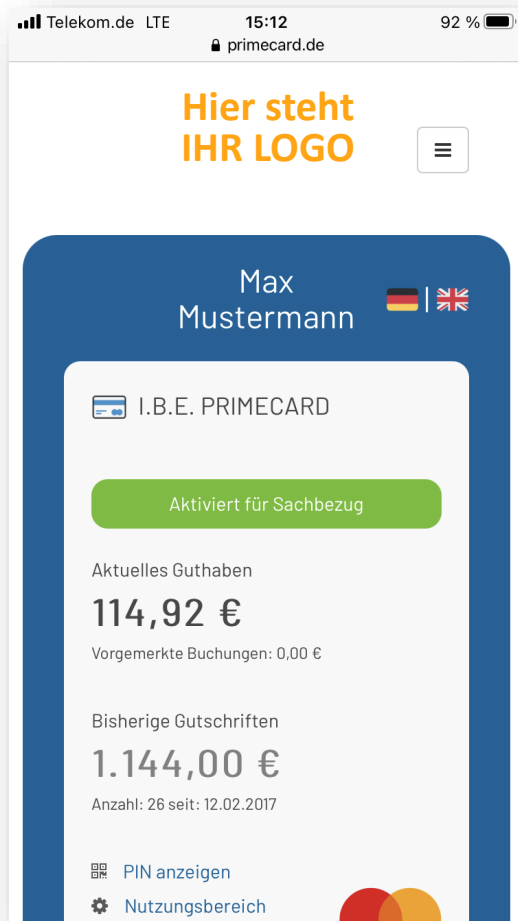 Telekom.de LTE 15:12 92 %
primecard.de
Hier steht
IHR LOGO
Max
Mustermann
I.B.E. PRIMECARD
Aktiviert für Sachbezug
Aktuelles Guthaben
114,92 €
Vorgemerkte Buchungen: 0,00 €
Bisherige Gutschriften
1.144,00 €
Anzahl: 26 seit: 12.02.2017
PIN anzeigen
Nutzungsbereich